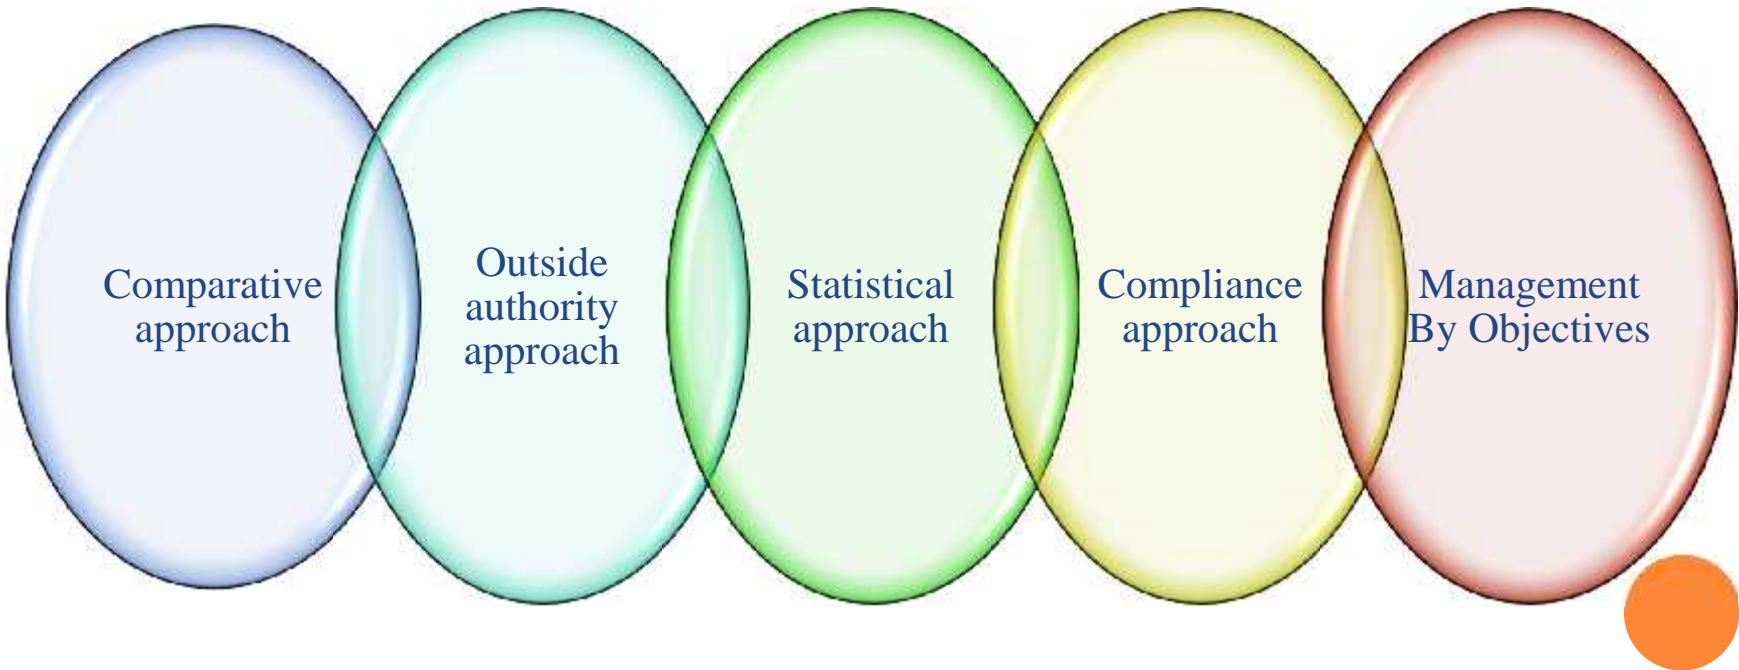 Comparative
approach
Outside
authority
approach
Statistical
approach
Compliance
approach
Management
By Objectives